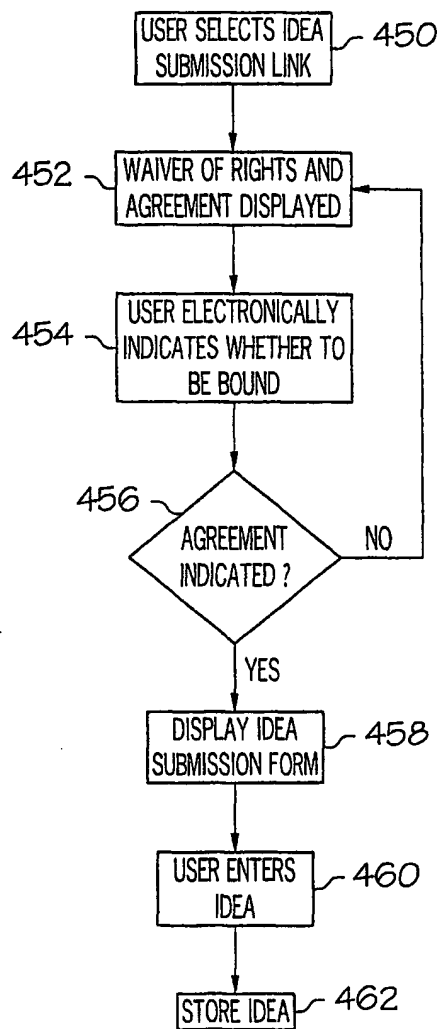 USER SELECTS IDEA
SUBMISSION LINK
450
452
WAIVER OF RIGHTS AND
AGREEMENT DISPLAYED
454
USER ELECTRONICALLY
INDICATES WHETHER TO
BE BOUND
456
AGREEMENT
INDICATED ?
NO
YES
DISPLAY IDEA
SUBMISSION FORM
458
USER ENTERS
IDEA
460
STORE IDEA
462